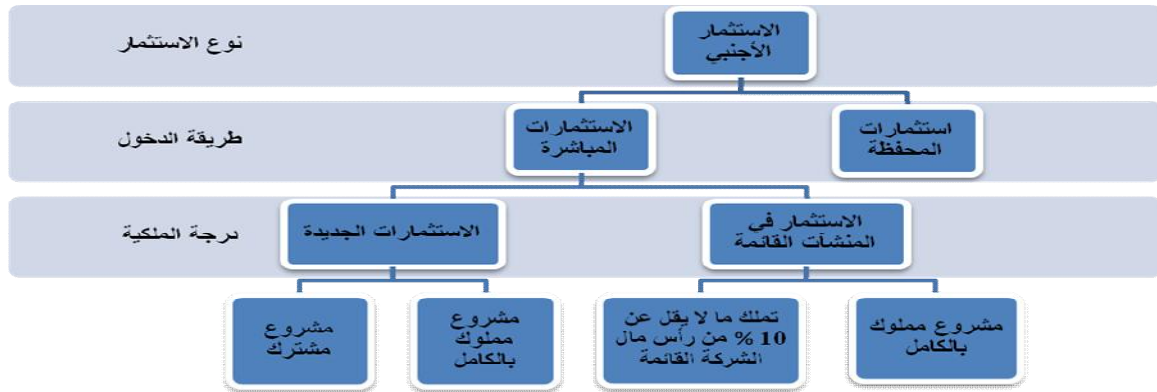 نوع الاستثمار
الاستثمار
الأجنبي
طريقة الدخول
استثمارات
المحفظة
الاستثمارات
المباشرة
درجة الملكية
الاستثمار في
المنشآت القائمة
الاستثمارات الجديدة
مشروع مملوك
بالكامل
تملك ما لا يقل عن
10 % من رأس مال
الشركة القائمة
مشروع
مملوك
بالكامل
مشروع
مشترك